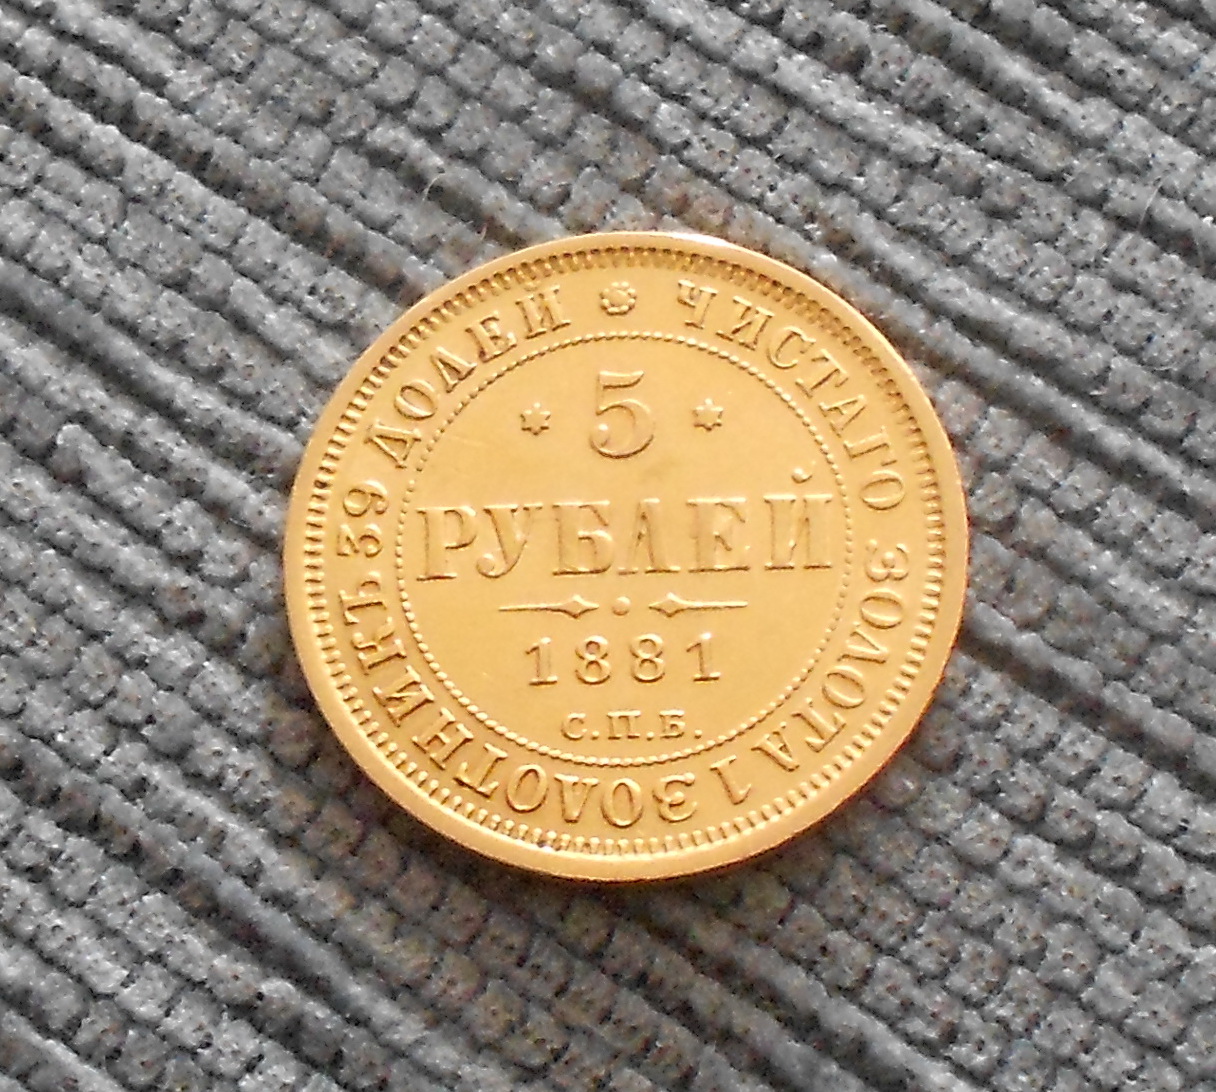 5
РУБЛЕЙ
1881
С.П.Б.
ЧИСТАГО ЗОЛОТА 1 ЗОЛОТНИКЪ 39 ДОЛЕЙ